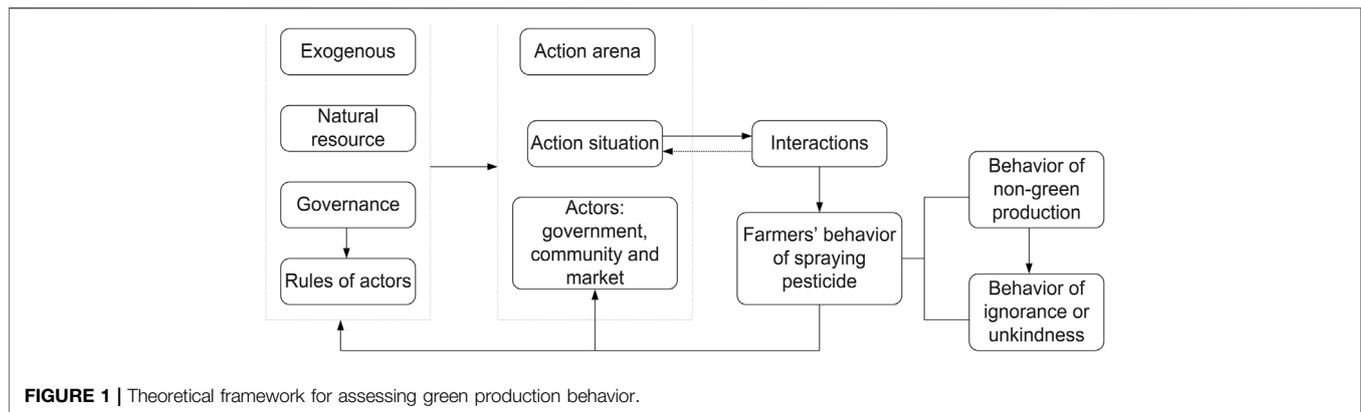 Exogenous
Natural
resource
Governance
Rules of actors
Action arena
Action situation
Actors:
government,
community and
market
Interactions
Farmers' behavior
of spraying
pesticide
Behavior of
non-green
production
Behavior of
ignorance or
unkindness
FIGURE 1 | Theoretical framework for assessing green production behavior.